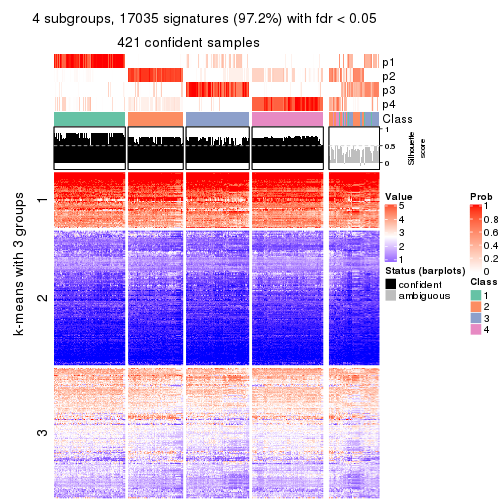 4 subgroups, 17035 signatures (97.2%) with fdr < 0.05
421 confident samples
p1
p2
p3
p4
Class
1
0.5
0
Silhouette
score
k-means with 3 groups
1
2
3
Value
5
4
3
2
1
Status (barplots)
confident
ambiguous
Prob
1
0.8
0.6
0.4
0.2
0
Class
1
2
3
4